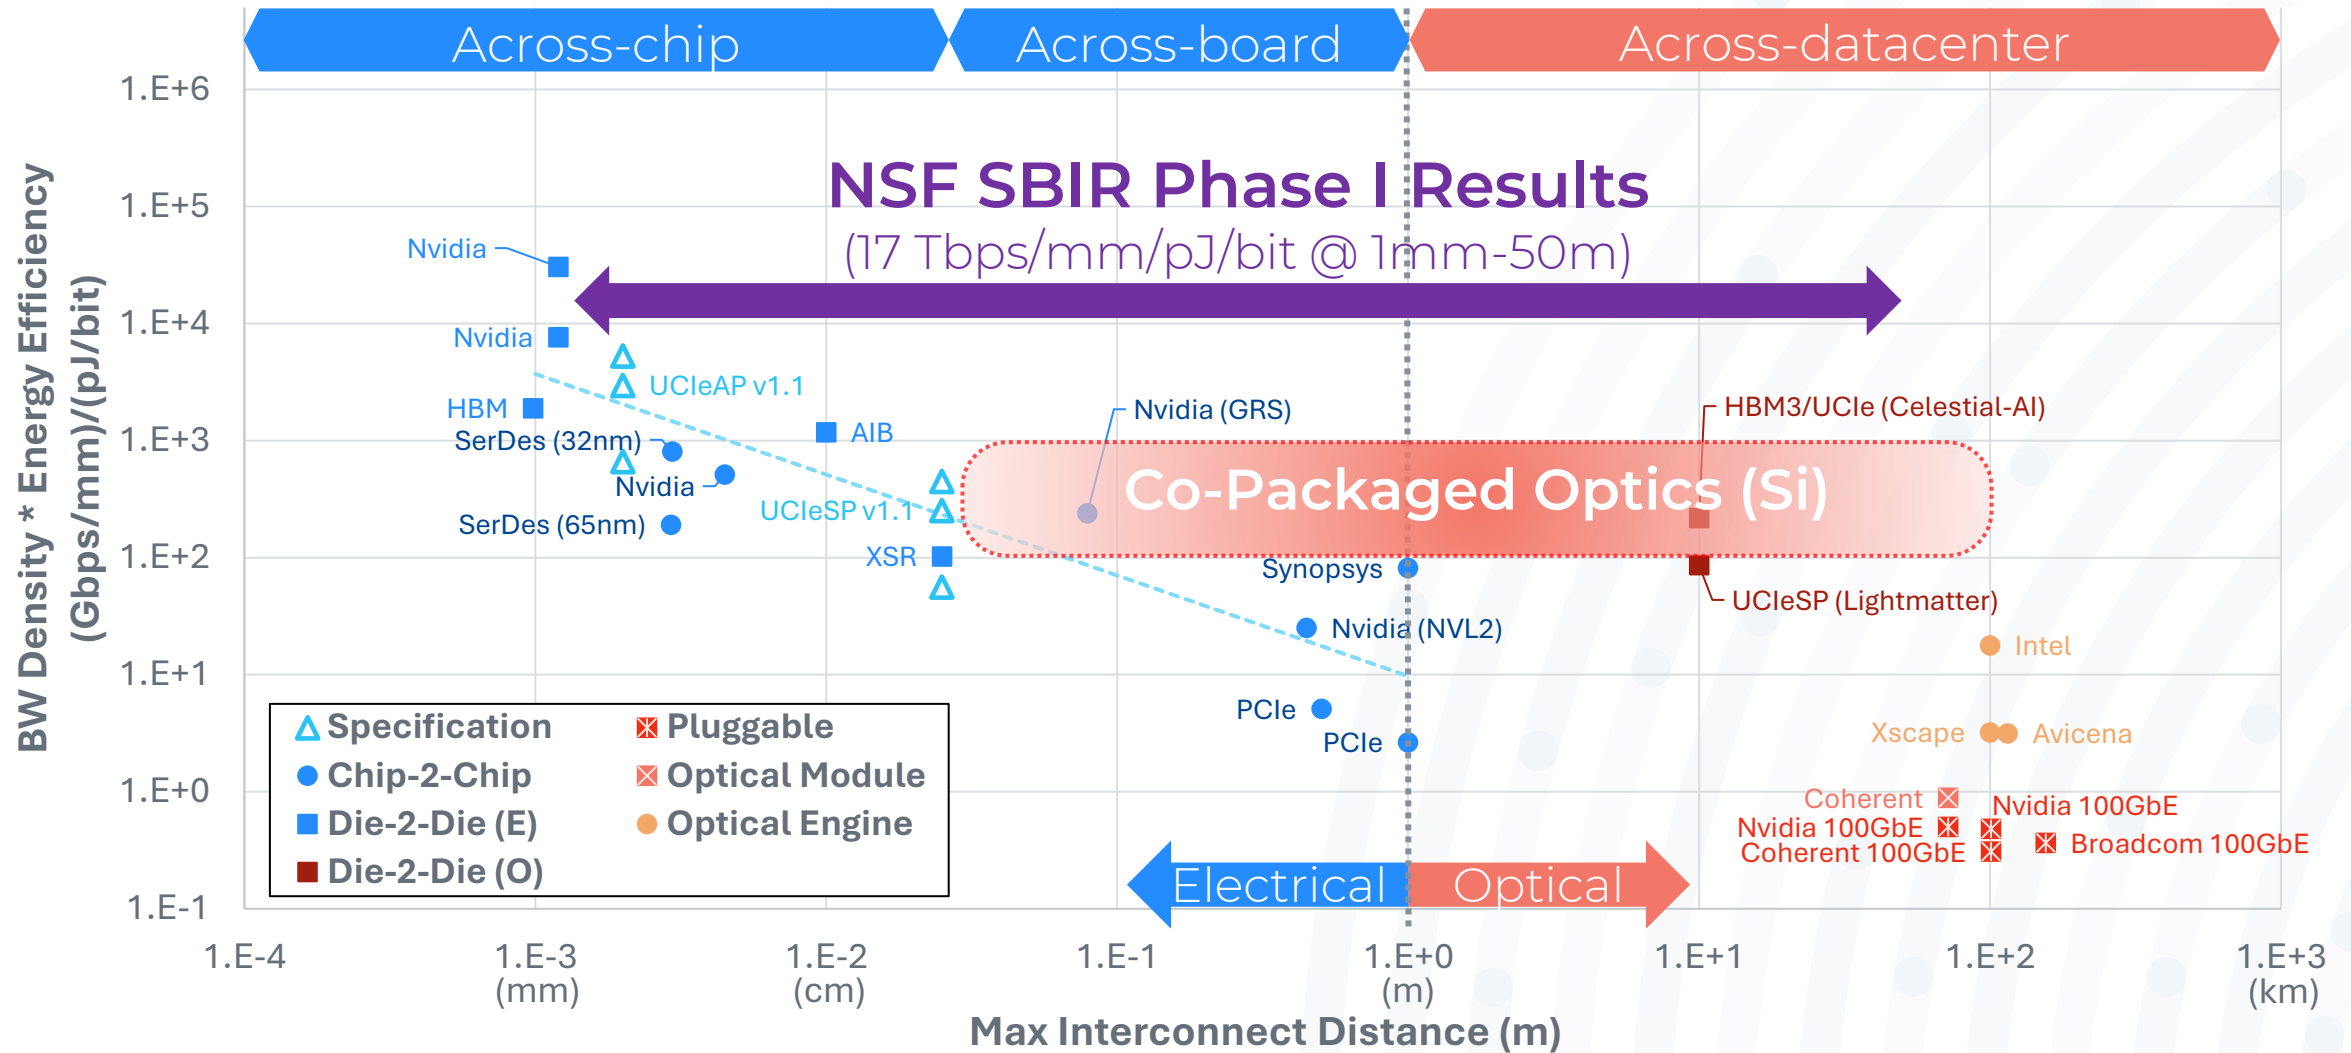 Across-chip
Across-board
Across-datacenter
1.E+6
1.E+5
1.E+4
1.E+3
1.E+2
1.E+1
1.E+0
1.E-1
BW Density * Energy Efficiency
(Gbps/mm)/(pJ/bit)
NSF SBIR Phase I Results
(17 Tbps/mm/pJ/bit @ 1mm-50m)
Nvidia
Nvidia
UCIeAP v1.1
HBM
SerDes (32nm)
AIB
Nvidia (GRS)
HBM3/UCIe (Celestial-AI)
Nvidia
Co-Packaged Optics (Si)
UCIeSP v1.1
SerDes (65nm)
XSR
Synopsys
UCIeSP (Lightmatter)
Nvidia (NVL2)
Intel
PCIe
PCIe
Xscape
Avicena
Coherent
Nvidia 100GbE
Nvidia 100GbE
Broadcom 100GbE
Coherent 100GbE
Specification
Pluggable
Chip-2-Chip
Optical Module
Die-2-Die (E)
Optical Engine
Die-2-Die (O)
Electrical
Optical
1.E-4
1.E-3
1.E-2
1.E-1
1.E+0
1.E+1
1.E+2
1.E+3
(mm)
(cm)
(m)
(km)
Max Interconnect Distance (m)